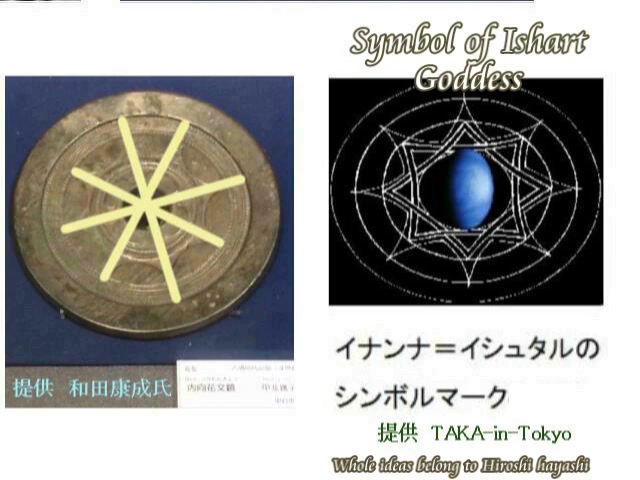 Symbol of Ishart
Goddess
提供 和田康成氏
内向花文鏡
イナンナ＝イシュタルの
シンボルマーク
提供 TAKA-in-Tokyo
Whole ideas belong to Hiroshi hayashi